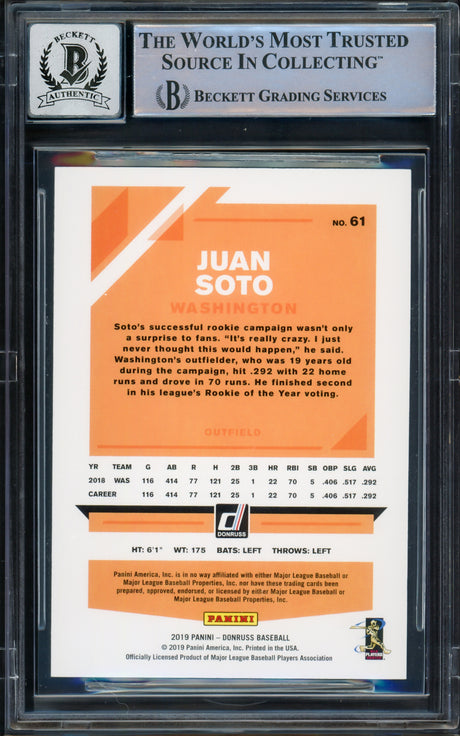 BECKETT
B
AUTHENTIC
THE WORLD'S MOST TRUSTED
SOURCE IN COLLECTING™
B BECKETT GRADING SERVICES
NO. 61
JUAN
SOTO
WASHINGTON
Soto's successful rookie campaign wasn't only
a surprise to fans. "It's really crazy. I just
never thought this would happen," he said.
Washington's outfielder, who was 19 years old
during the campaign, hit .292 with 22 home
runs and drove in 70 runs. He finished second
in his league's Rookie of the Year voting.
OUTFIELD
YR TEAM G AB R H 2B 3B HR RBI SB OBP SLG AVG
2018 WAS 116 414 77 121 25 1 22 70 5 .406 .517 .292
CAREER 116 414 77 121 25 1 22 70 5 .406 .517 .292
DONRUSS
HT: 6'1" WT: 175 BATS: LEFT THROWS: LEFT
Panini America, Inc. is in no way affiliated with either Major League Baseball or
Major League Baseball Properties, Inc. nor have these trading cards been
prepared, approved, endorsed, or licensed by either Major League Baseball or
Major League Baseball Properties, Inc.
PANINI
2019 PANINI – DONRUSS BASEBALL
© 2019 Panini America, Inc. Printed in the USA.
Officially Licensed Product of Major League Baseball Players Association
PLAYERS